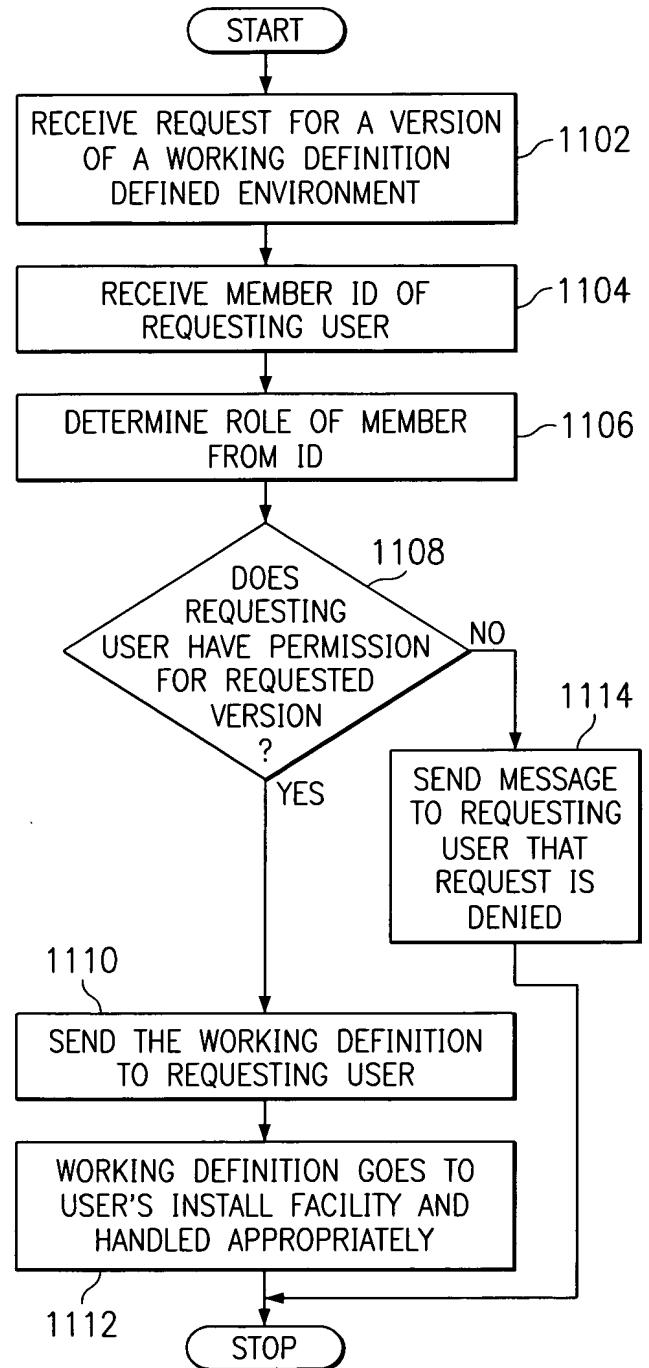 START
RECEIVE REQUEST FOR A VERSION
OF A WORKING DEFINITION
DEFINED ENVIRONMENT
1102
RECEIVE MEMBER ID OF
REQUESTING USER
1104
DETERMINE ROLE OF MEMBER
FROM ID
1106
1108
DOES
REQUESTING
USER HAVE PERMISSION
FOR REQUESTED
VERSION
?
NO
YES
1114
SEND MESSAGE
TO REQUESTING
USER THAT
REQUEST IS
DENIED
1110
SEND THE WORKING DEFINITION
TO REQUESTING USER
WORKING DEFINITION GOES TO
USER'S INSTALL FACILITY AND
HANDLED APPROPRIATELY
1112
STOP